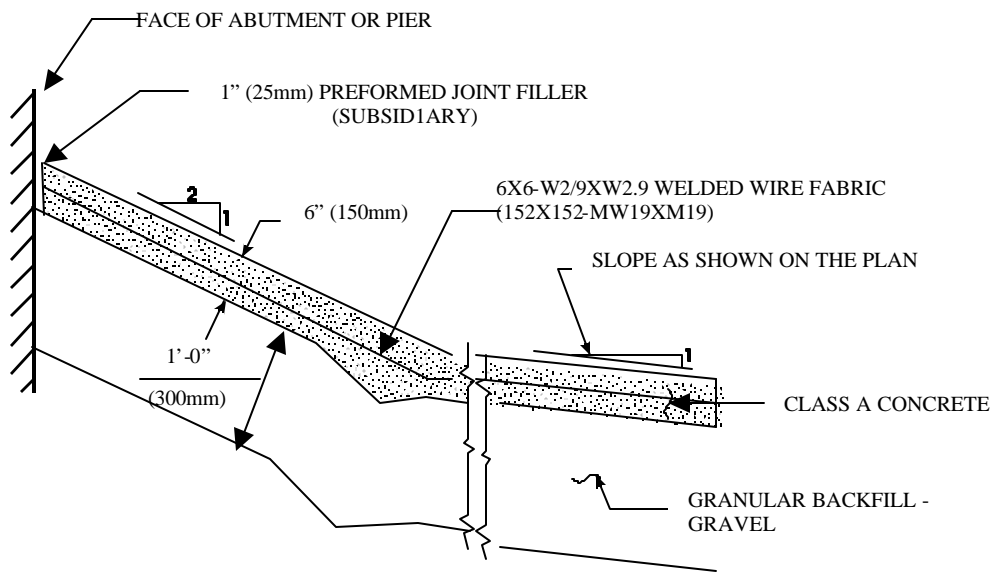 FACE OF ABUTMENT OR PIER
1” (25mm) PREFORMED JOINT FILLER
(SUBSID1ARY)
2
1
6” (150mm)
6X6-W2/9XW2.9 WELDED WIRE FABRIC
(152X152-MW19XM19)
SLOPE AS SHOWN ON THE PLAN
1
1’-0”
(300mm)
CLASS A CONCRETE
GRANULAR BACKFILL -
GRAVEL